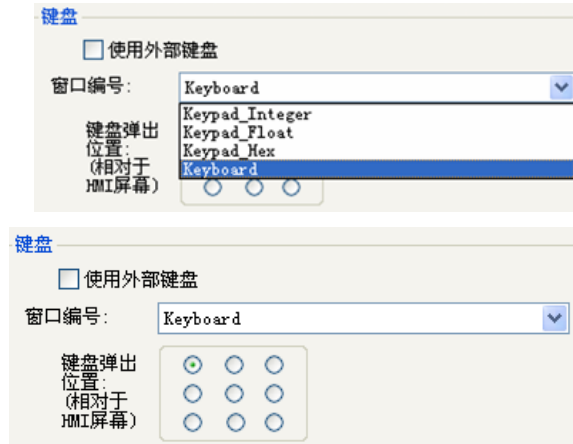 键盘
使用外部键盘
窗口编号: Keyboard
Keypad_Integer
键盘弹出 Keypad_Float
位置: Keypad_Hex
(相对于 Keyboard
HMI屏幕)
键盘
使用外部键盘
窗口编号: Keyboard
键盘弹出
位置:
(相对于
HMI屏幕)